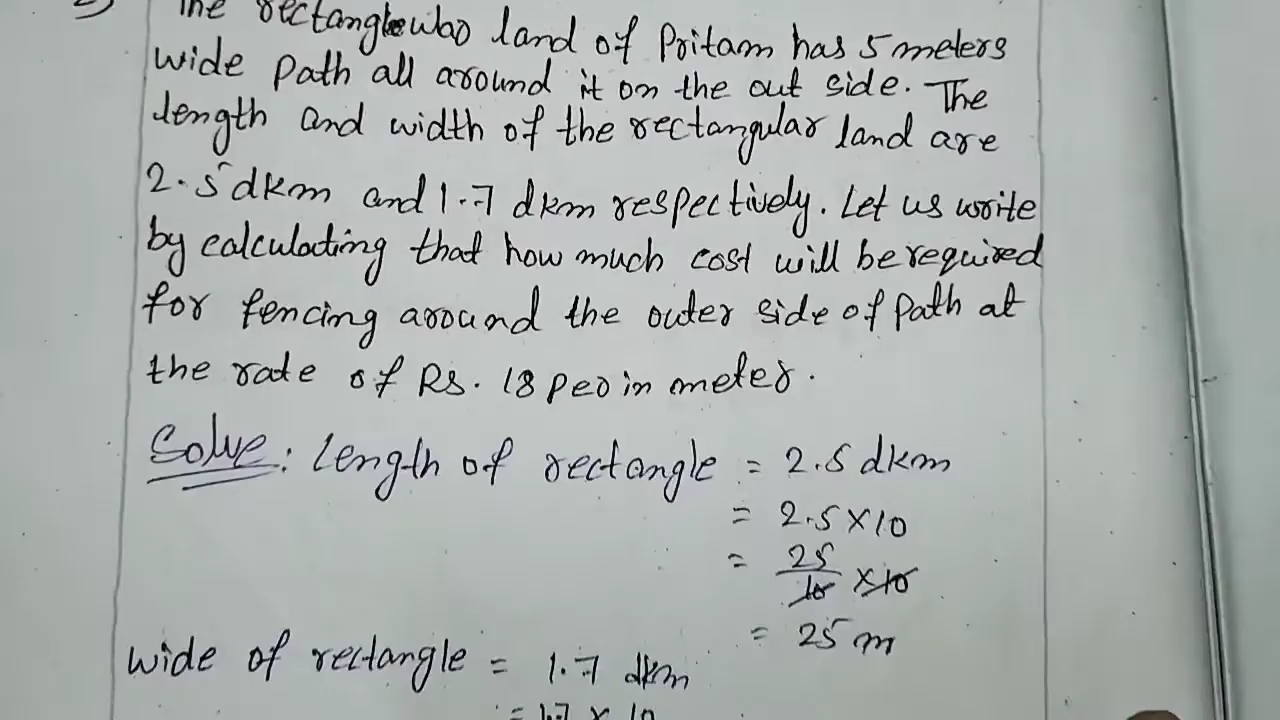 The rectangular land of Pritam has 5 meters
wide path all around it on the out side. The
length and width of the rectangular land are
2.5 dkm and 1.7 dkm respectively. Let us write
by calculating that how much cost will be required
for fencing around the outer side of path at
the rate of Rs. 18 per in meter.
Solve: Length of rectangle = 2.5 dkm
= 2.5 × 10
= 25/10 × 10
= 25 m
wide of rectangle = 1.7 dkm
= 1.7 × 10